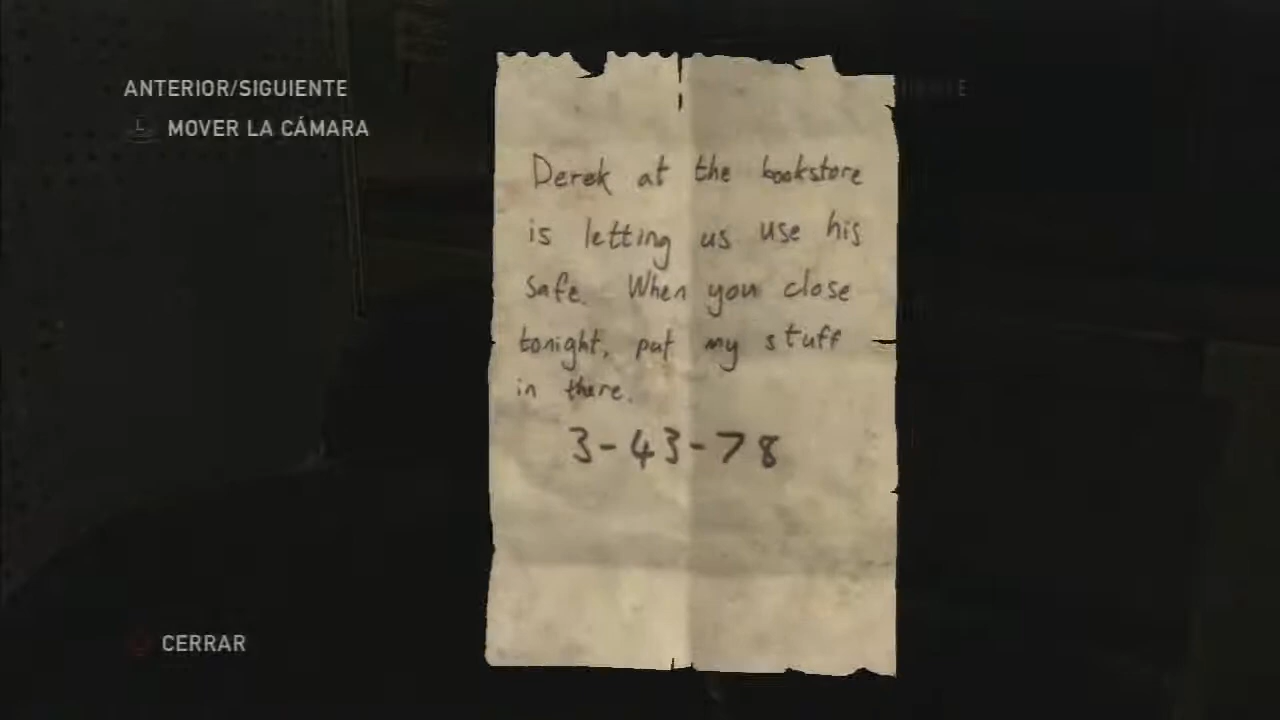 ANTERIOR/SIGUIENTE
L MOVER LA CÁMARA
Derek at the bookstore
is letting us use his
safe. When you close
tonight, put my stuff
in there.
3-43-78
CERRAR